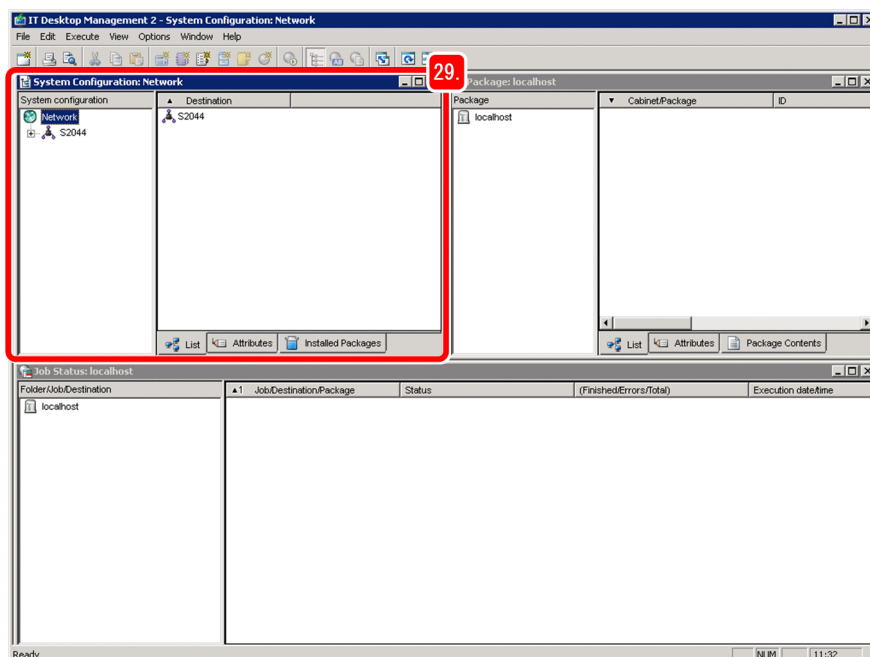 IT Desktop Management 2 - System Configuration: Network
File Edit Execute View Options Window Help
System Configuration: Network
29.
Package: localhost
System configuration
Destination
Package
Cabinet/Package
ID
Network
S2044
S2044
localhost
List
Attributes
Installed Packages
List
Attributes
Package Contents
Job Status: localhost
Folder/Job/Destination
1 Job/Destination/Package
Status
(Finished/Errors/Total)
Execution date/time
localhost
Ready
NUM
11:32